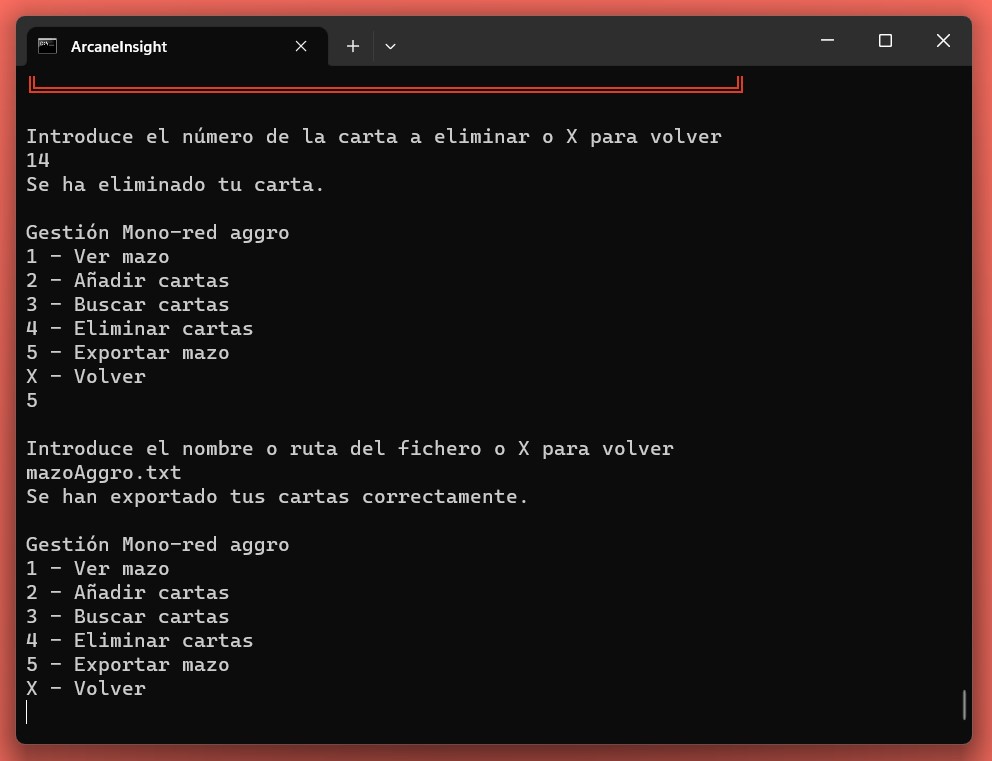 ArcaneInsight
Introduce el número de la carta a eliminar o X para volver
14
Se ha eliminado tu carta.
Gestión Mono-red aggro
1 - Ver mazo
2 - Añadir cartas
3 - Buscar cartas
4 - Eliminar cartas
5 - Exportar mazo
X - Volver
5
Introduce el nombre o ruta del fichero o X para volver
mazoAggro.txt
Se han exportado tus cartas correctamente.
Gestión Mono-red aggro
1 - Ver mazo
2 - Añadir cartas
3 - Buscar cartas
4 - Eliminar cartas
5 - Exportar mazo
X - Volver